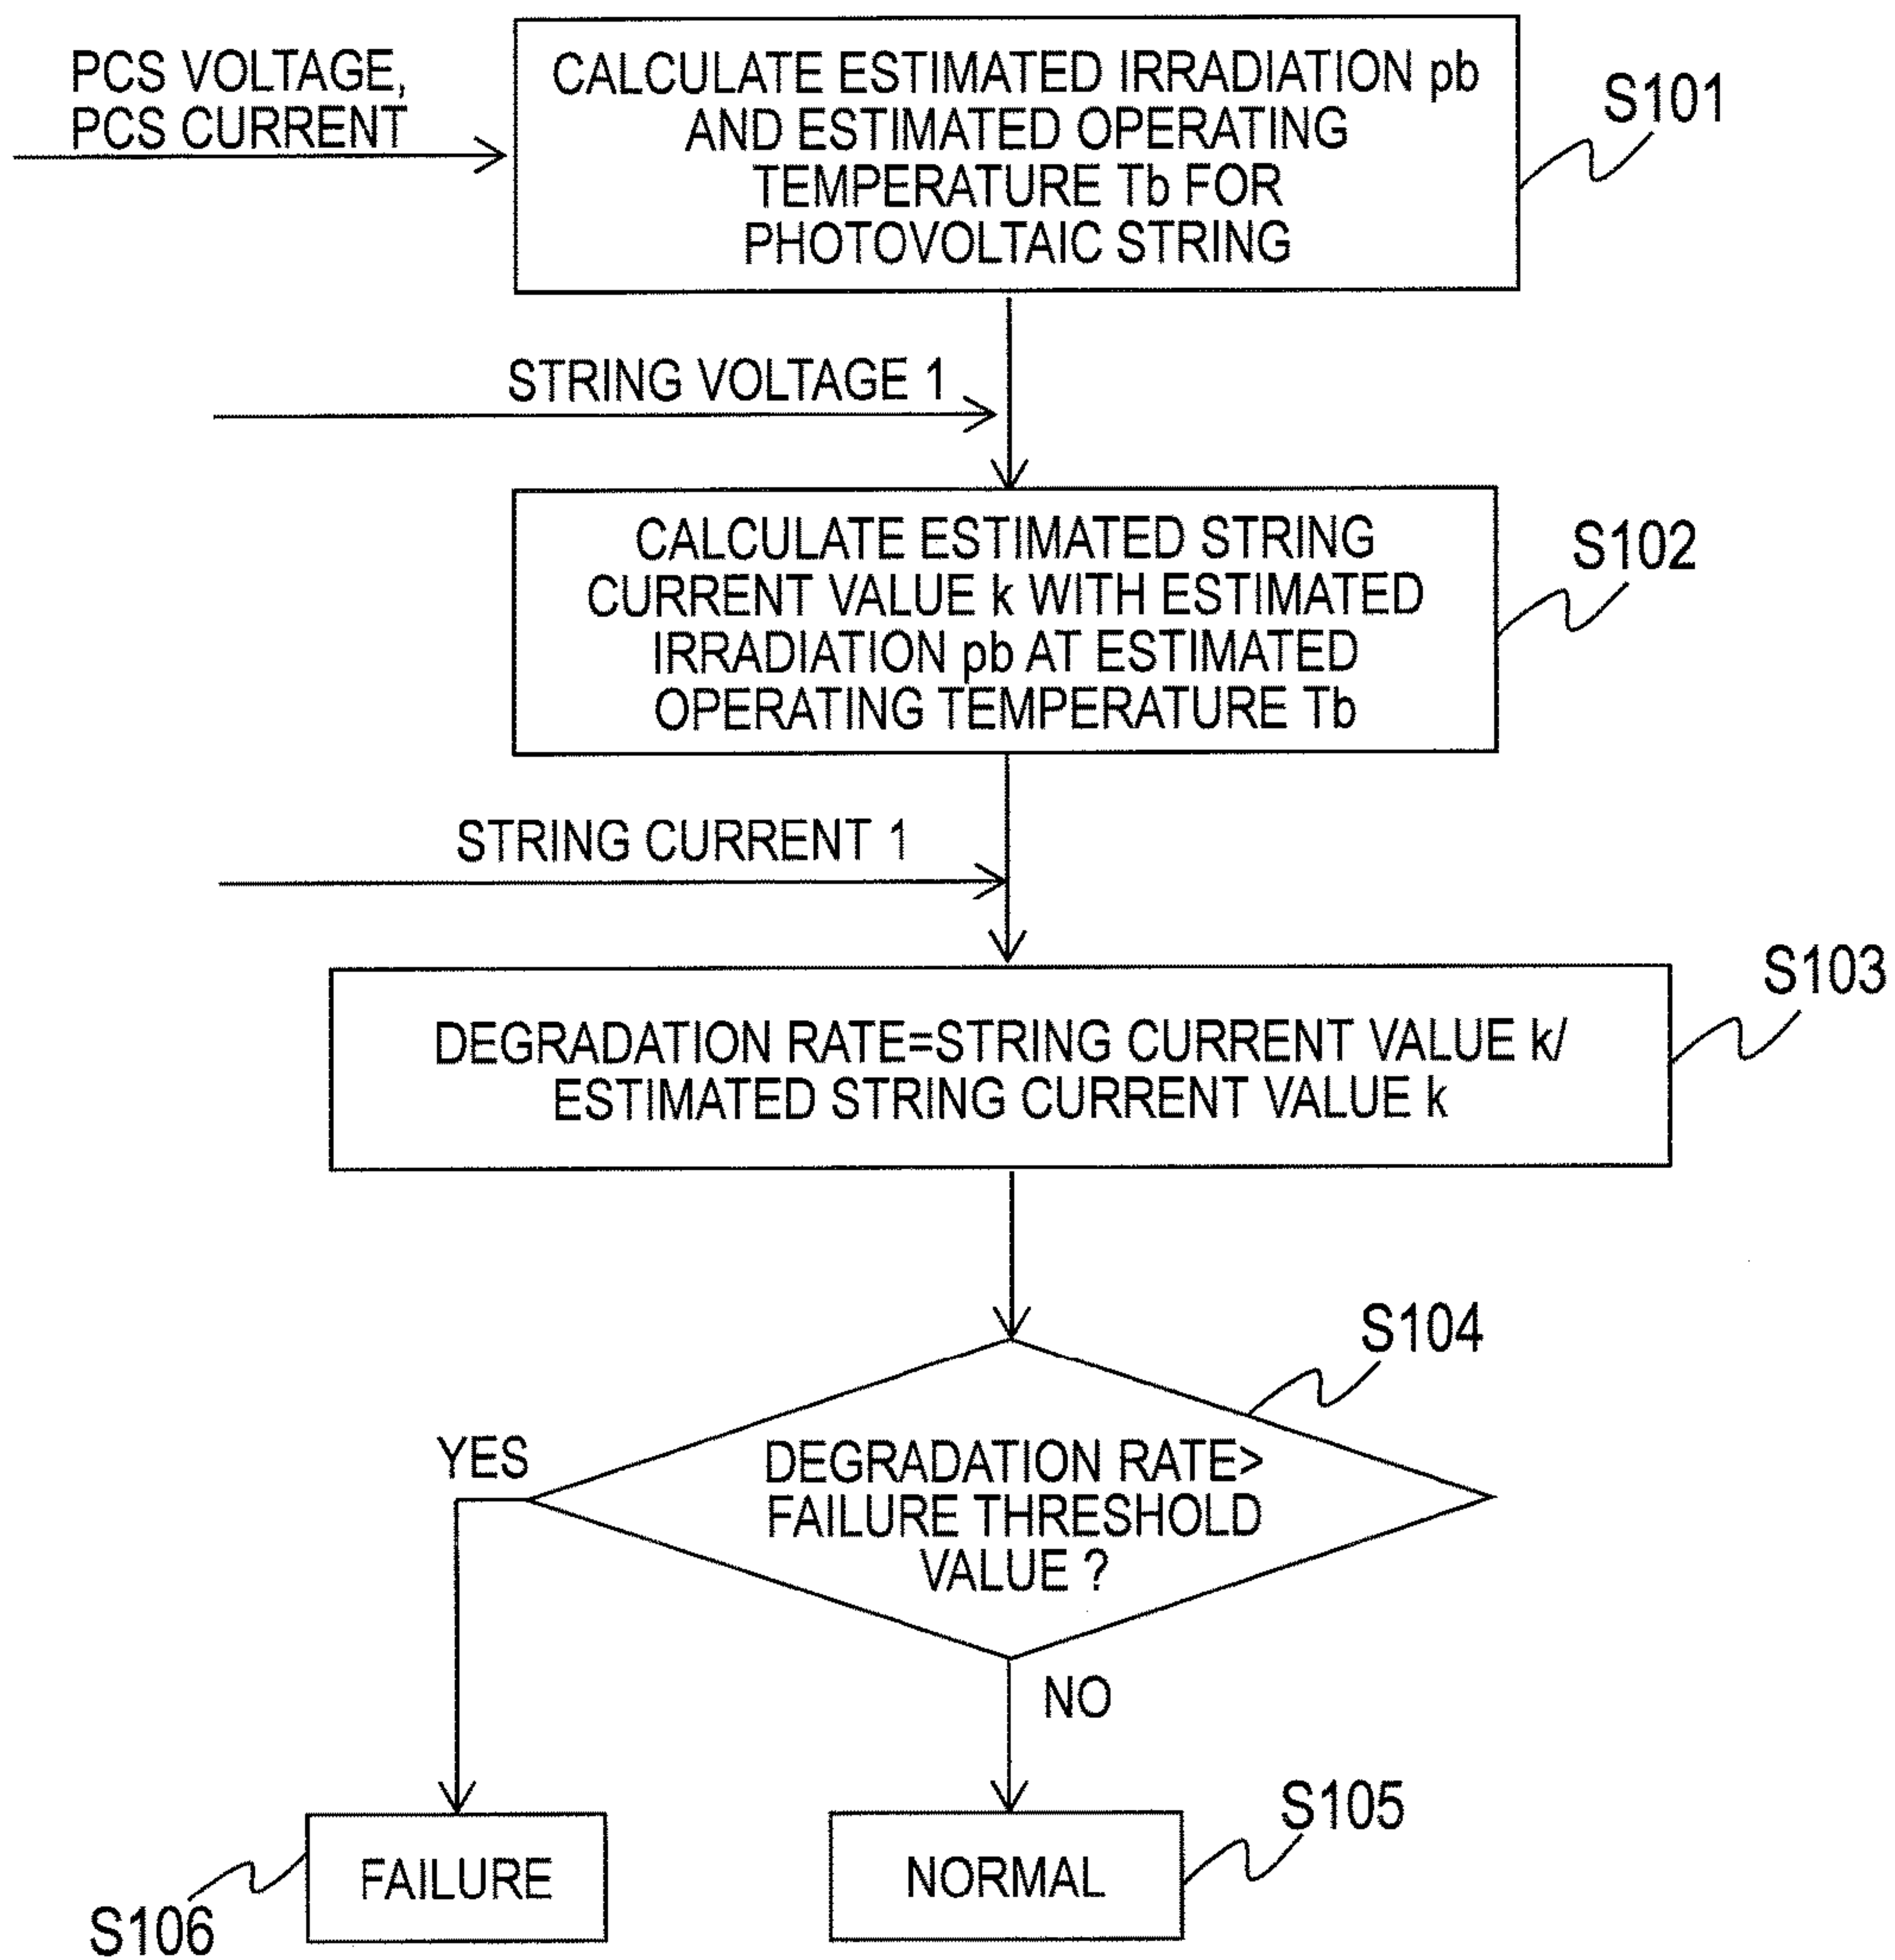 PCS VOLTAGE,
PCS CURRENT
CALCULATE ESTIMATED IRRADIATION pb
AND ESTIMATED OPERATING
TEMPERATURE Tb FOR
PHOTOVOLTAIC STRING
S101
STRING VOLTAGE 1
CALCULATE ESTIMATED STRING
CURRENT VALUE k WITH ESTIMATED
IRRADIATION pb AT ESTIMATED
OPERATING TEMPERATURE Tb
S102
STRING CURRENT 1
DEGRADATION RATE=STRING CURRENT VALUE k/
ESTIMATED STRING CURRENT VALUE k
S103
S104
YES
DEGRADATION RATE>
FAILURE THRESHOLD
VALUE ?
NO
FAILURE
S106
NORMAL
S105